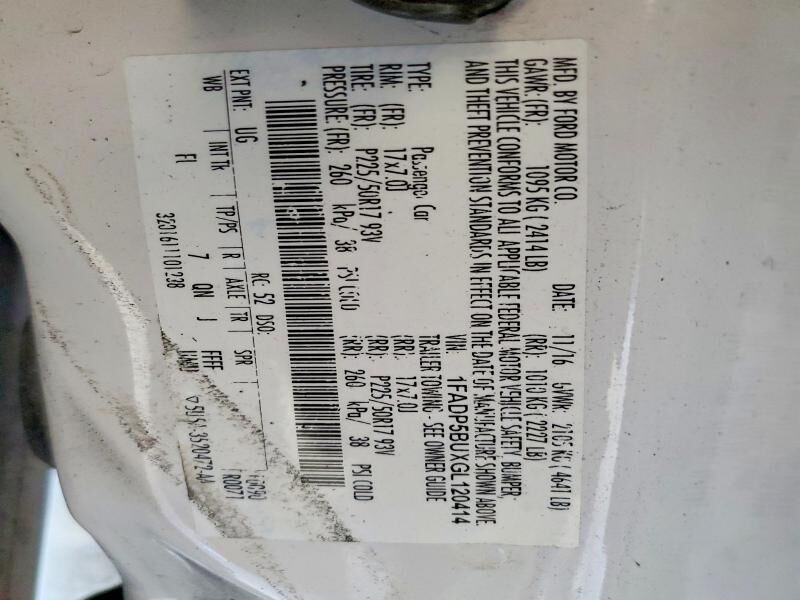 MFD. BY FORD MOTOR CO.
DATE: 11/16 GVWR: 2105 KG ( 4641 LB)
GAWR: (FR): 1095 KG ( 2414 LB) (RR): 1010 KG ( 2227 LB)
THIS VEHICLE CONFORMS TO ALL APPLICABLE FEDERAL MOTOR VEHICLE SAFETY, BUMPER,
AND THEFT PREVENTION STANDARDS IN EFFECT ON THE DATE OF MANUFACTURE SHOWN ABOVE
VIN: 1FADP5BUXGL120414
TYPE: Passenger Car TRAILER TOWING - SEE OWNER GUIDE
RIM: (FR): 17x7.0J (RR): 17x7.0J
TIRE: (FR): P225/50R17 93V (RR): P225/50R17 93V
PRESSURE: (FR): 260 kPa/ 38 PSI COLD (RR): 260 kPa/ 38 PSI COLD
EXT PNT: UG RC: 52 DSO:
WB INT TR TP/PS R AXLE TR SPR R0271
FI 7 QN J FFFF
3201611101238